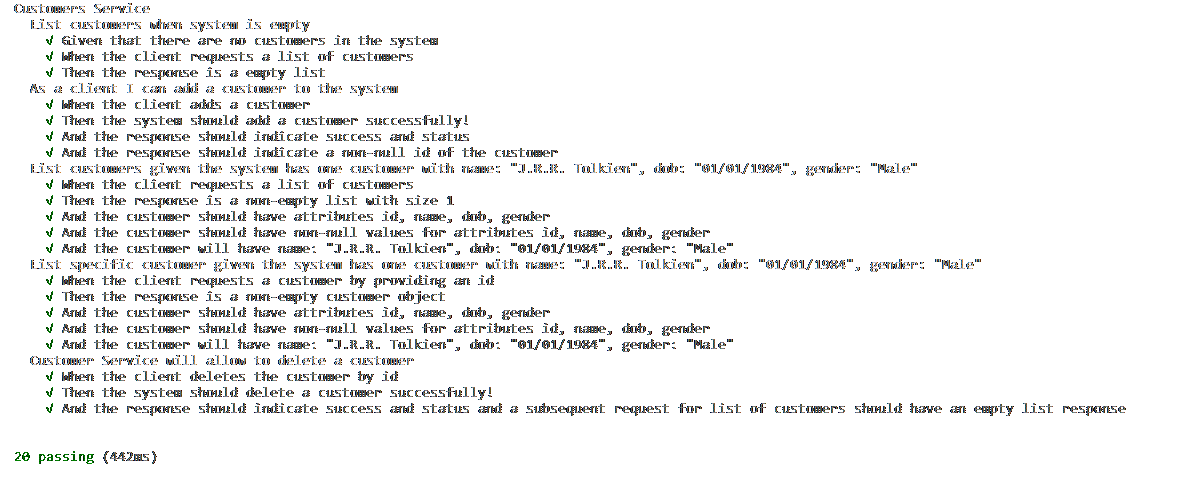 Customers Service
List customers when system is empty
√ Given that there are no customers in the system
√ When the client requests a list of customers
√ Then the response is a empty list
As a client I can add a customer to the system
√ When the client adds a customer
√ Then the system should add a customer successfully!
√ And the response should indicate success and status
√ And the response should indicate a non-null id of the customer
List customers given the system has one customer with name: "J.R.R. Tolkien", dob: "01/01/1984", gender: "Male"
√ When the client requests a list of customers
√ Then the response is a non-empty list with size 1
√ And the customer should have attributes id, name, dob, gender
√ And the customer should have non-null values for attributes id, name, dob, gender
√ And the customer will have name: "J.R.R. Tolkien", dob: "01/01/1984", gender: "Male"
List specific customer given the system has one customer with name: "J.R.R. Tolkien", dob: "01/01/1984", gender: "Male"
√ When the client requests a customer by providing an id
√ Then the response is a non-empty customer object
√ And the customer should have attributes id, name, dob, gender
√ And the customer should have non-null values for attributes id, name, dob, gender
√ And the customer will have name: "J.R.R. Tolkien", dob: "01/01/1984", gender: "Male"
Customer Service will allow to delete a customer
√ When the client deletes the customer by id
√ Then the system should delete a customer successfully!
√ And the response should indicate success and status and a subsequent request for list of customers should have an empty list response
20 passing (442ms)